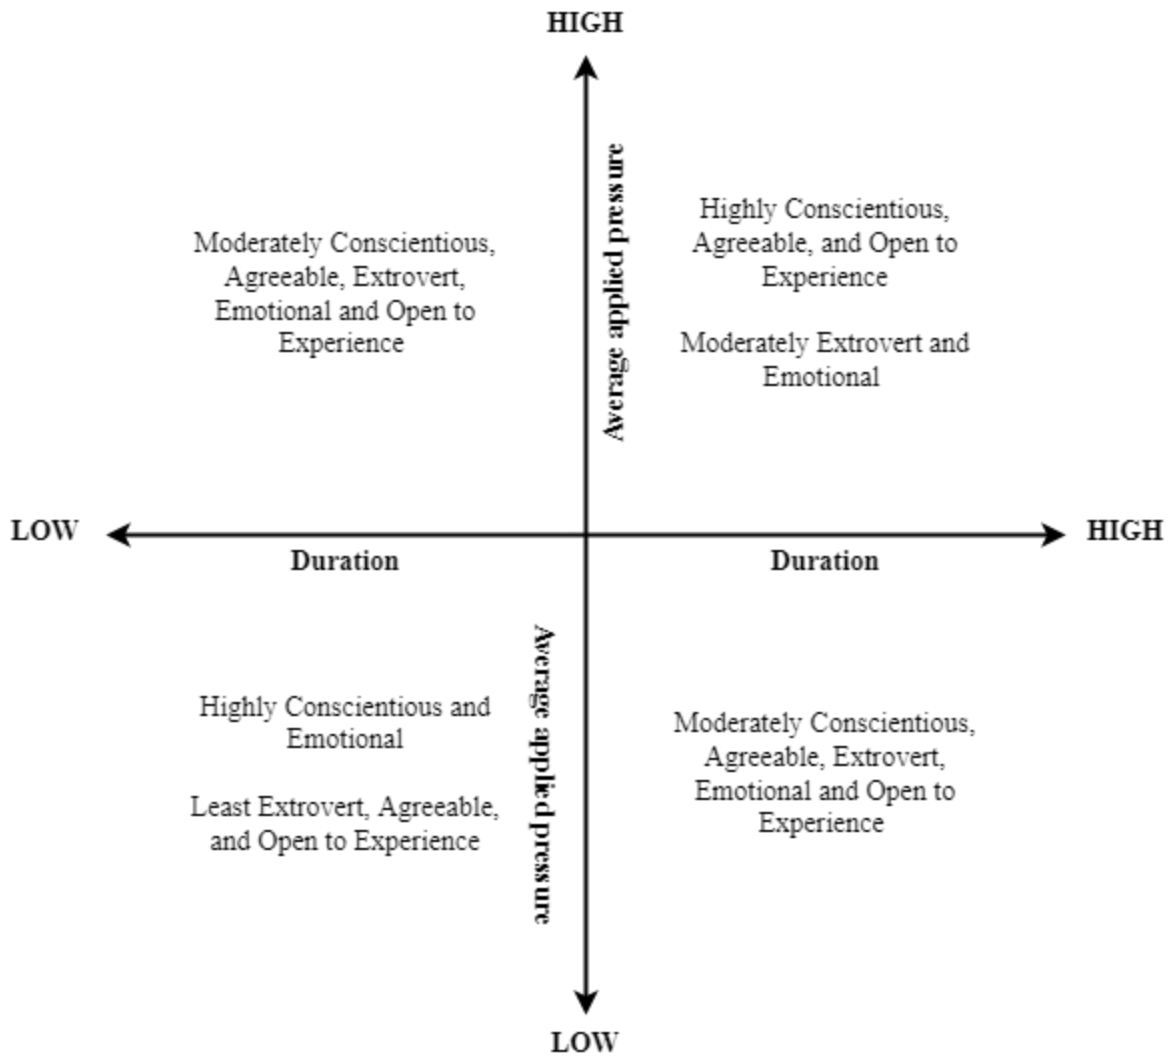 HIGH
Average applied pressure
Moderately Conscientious,
Agreeable, Extrovert,
Emotional and Open to
Experience
Highly Conscientious,
Agreeable, and Open to
Experience
Moderately Extrovert and
Emotional
LOW
HIGH
Duration
Duration
Average applied pressure
Highly Conscientious and
Emotional
Least Extrovert, Agreeable,
and Open to Experience
Moderately Conscientious,
Agreeable, Extrovert,
Emotional and Open to
Experience
LOW